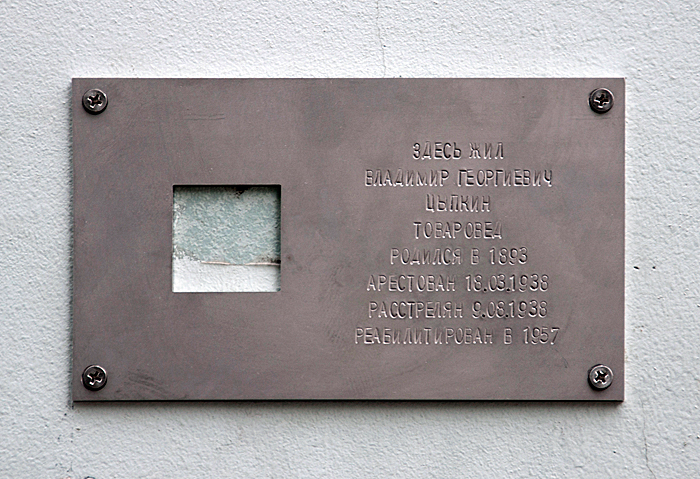 ЗДЕСЬ ЖИЛ
ВЛАДИМИР ГЕОРГИЕВИЧ
ЦЫПКИН
ТОВАРОВЕД
РОДИЛСЯ В 1893
АРЕСТОВАН 18.03.1938
РАССТРЕЛЯН 9.08.1938
РЕАБИЛИТИРОВАН В 1957